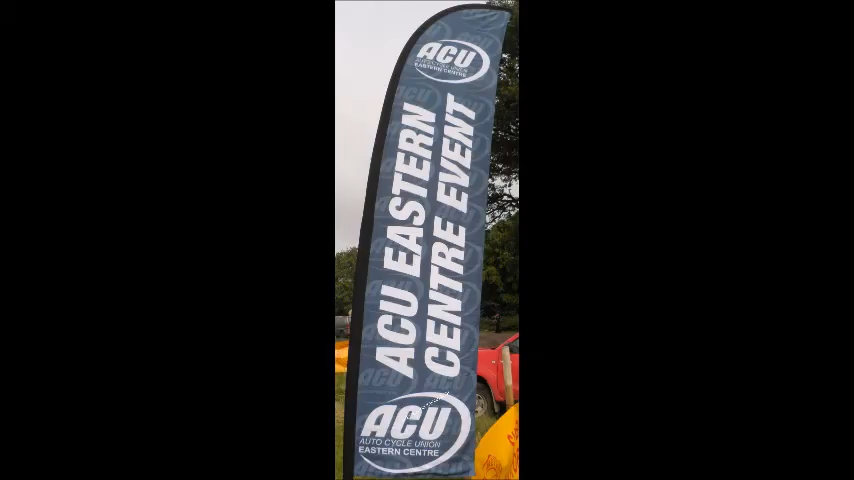 ACU
AUTO CYCLE UNION
EASTERN CENTRE
ACU EASTERN
CENTRE EVENT
ACU
AUTO CYCLE UNION
EASTERN CENTRE